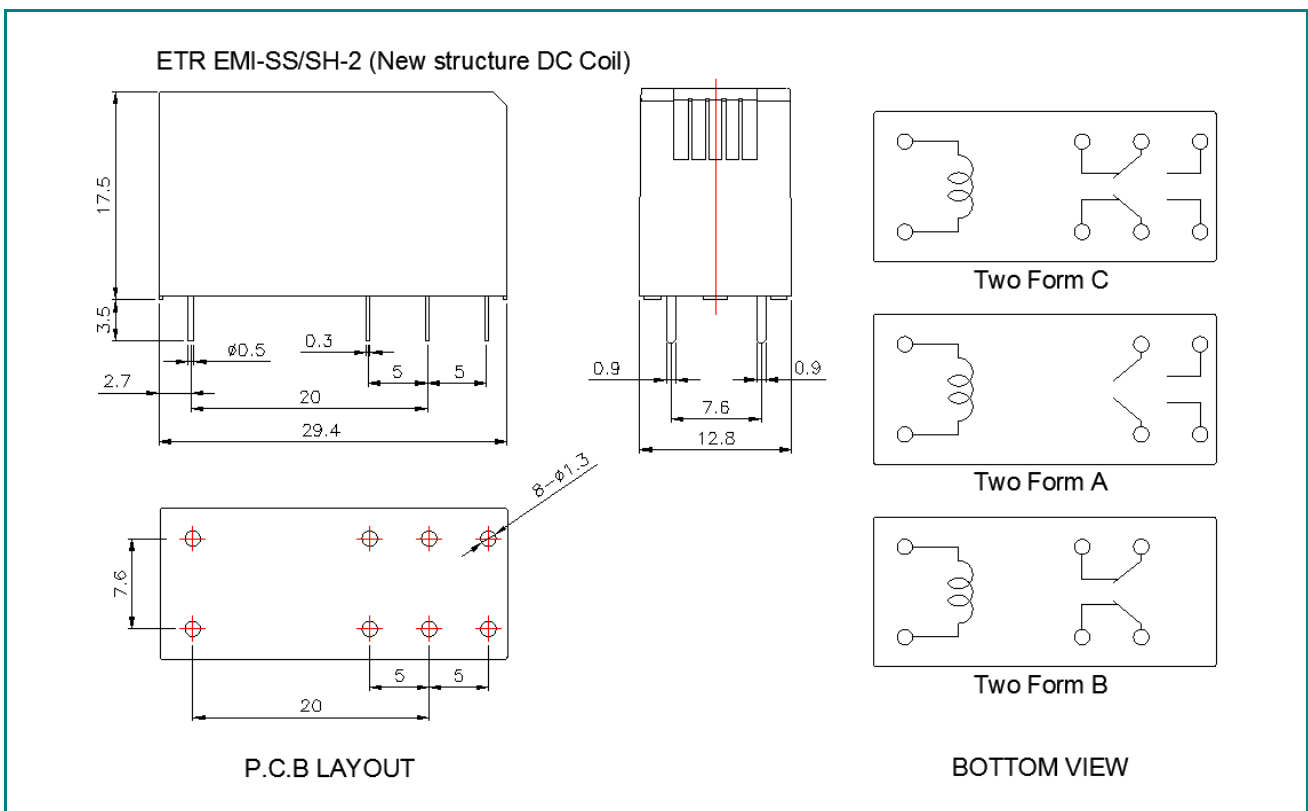 ETR EMI-SS/SH-2 (New structure DC Coil)
17.5
3.5
ø0.5
0.3
5
5
2.7
20
29.4
0.9
0.9
7.6
12.8
Two Form C
Two Form A
Two Form B
8-ø1.3
7.6
5
5
20
P.C.B LAYOUT
BOTTOM VIEW